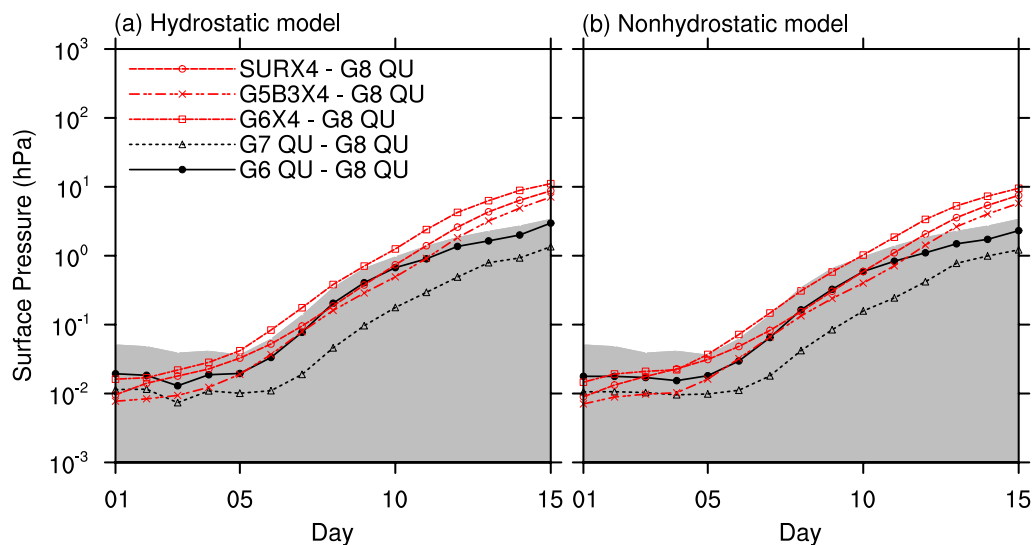 (a) Hydrostatic model
(b) Nonhydrostatic model
Surface Pressure (hPa)
10³
10²
10¹
10⁰
10⁻¹
10⁻²
10⁻³
SURX4 - G8 QU
G5B3X4 - G8 QU
G6X4 - G8 QU
G7 QU - G8 QU
G6 QU - G8 QU
01 05 10 15
01 05 10 15
Day
Day